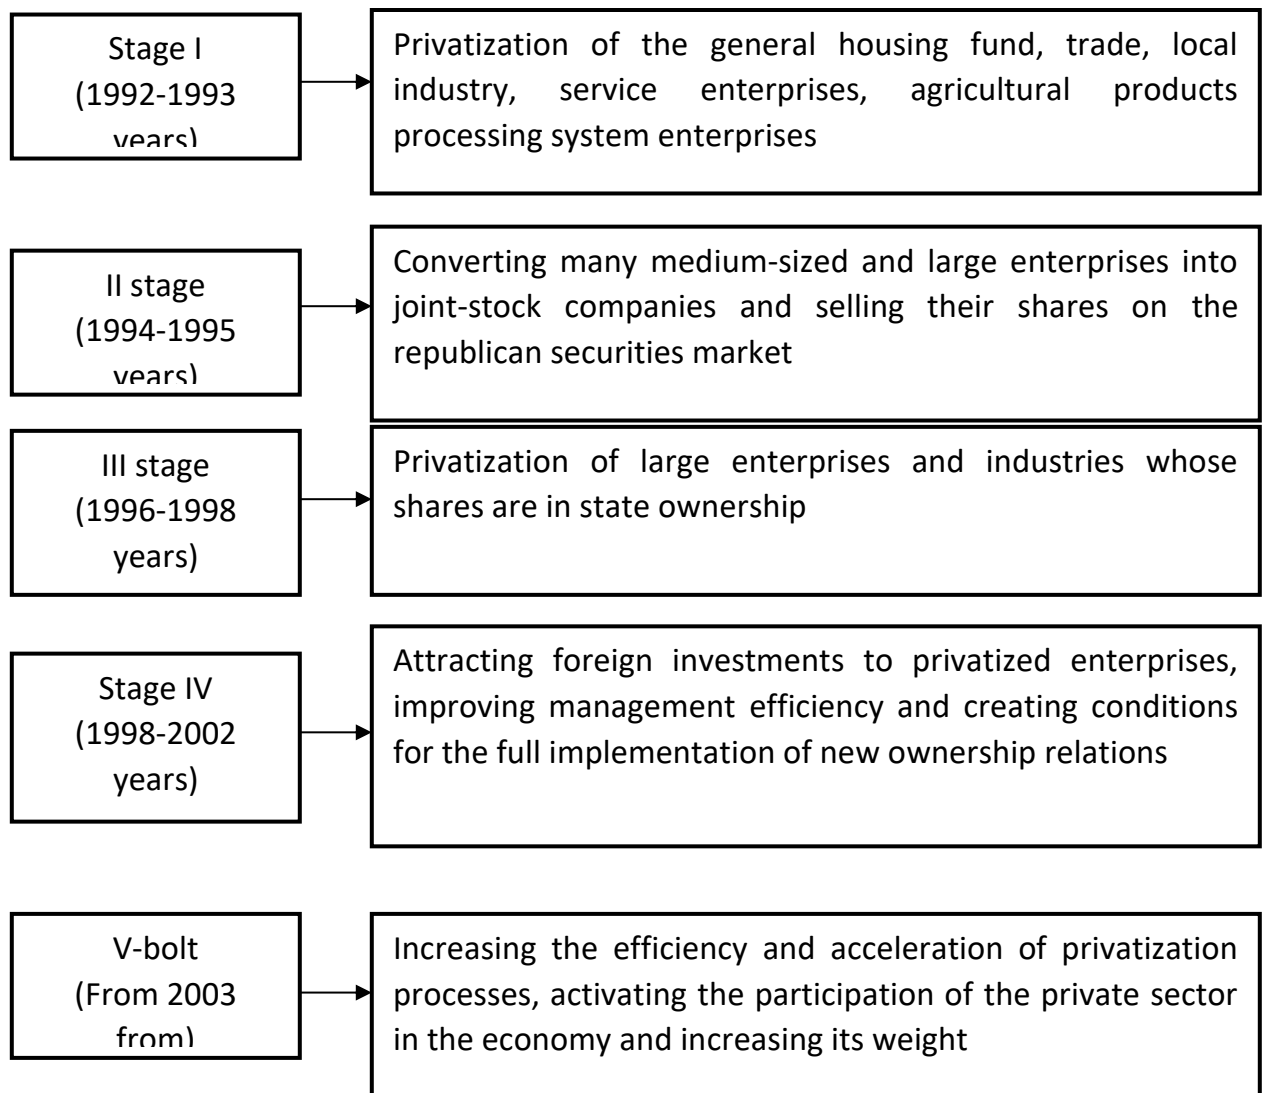 Stage I
(1992-1993
years)
Privatization of the general housing fund, trade, local
industry, service enterprises, agricultural products
processing system enterprises
II stage
(1994-1995
years)
Converting many medium-sized and large enterprises into
joint-stock companies and selling their shares on the
republican securities market
III stage
(1996-1998
years)
Privatization of large enterprises and industries whose
shares are in state ownership
Stage IV
(1998-2002
years)
Attracting foreign investments to privatized enterprises,
improving management efficiency and creating conditions
for the full implementation of new ownership relations
V-bolt
(From 2003
from)
Increasing the efficiency and acceleration of privatization
processes, activating the participation of the private sector
in the economy and increasing its weight